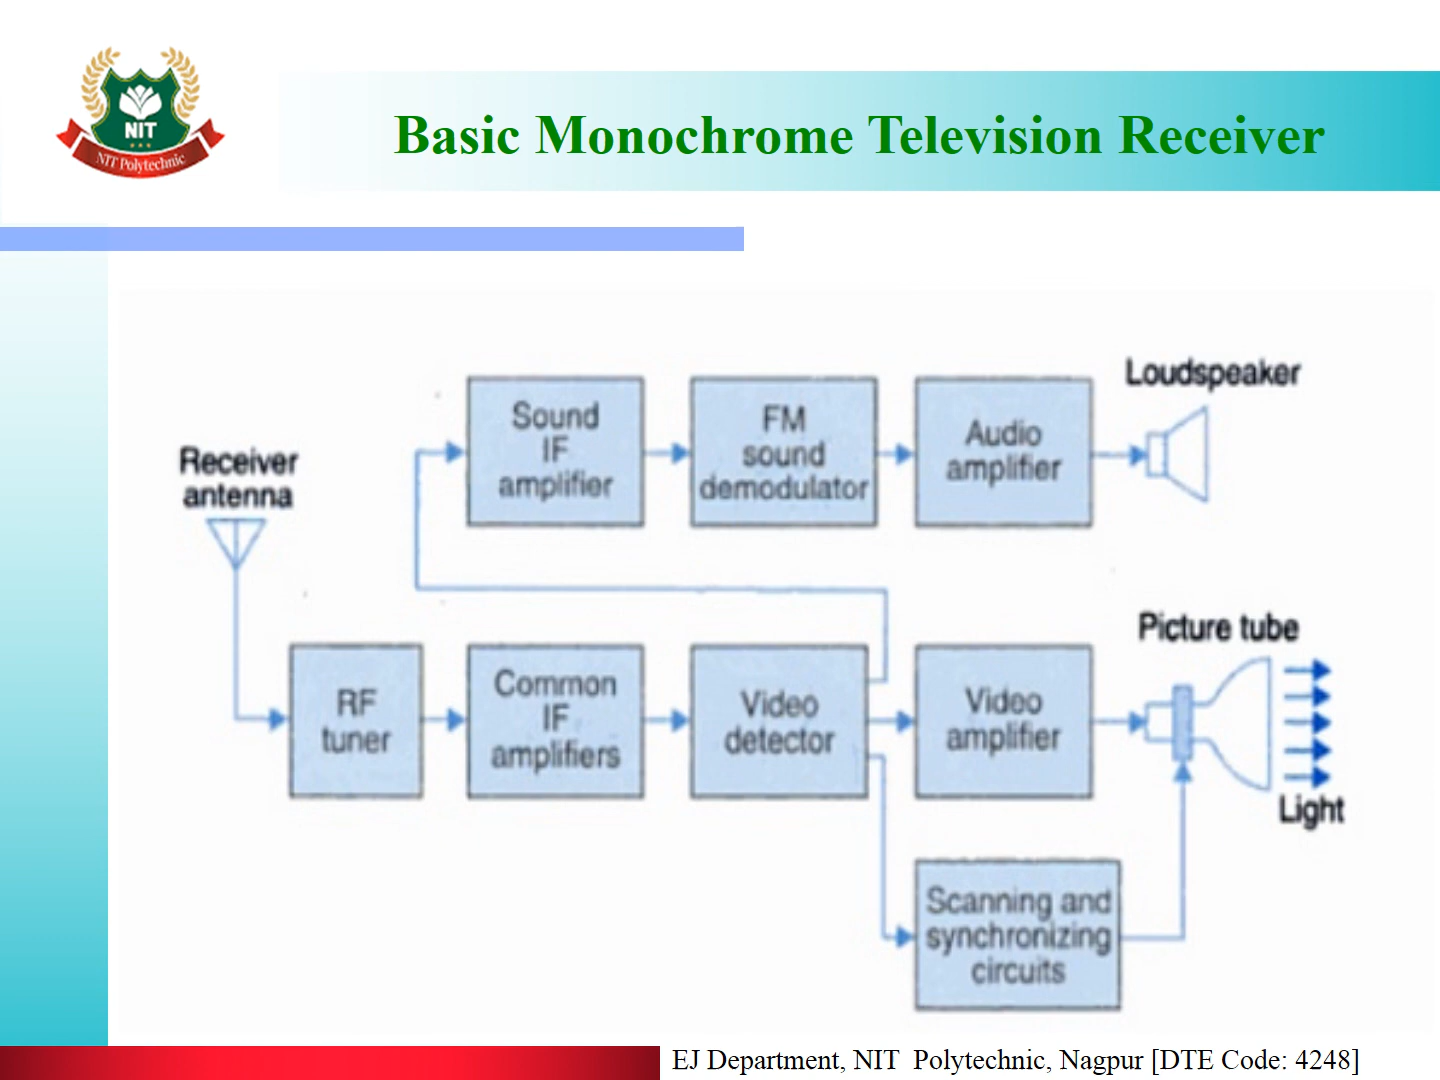 NIT
NIT Polytechnic
Basic Monochrome Television Receiver
Loudspeaker
Sound
IF
amplifier
FM
sound
demodulator
Audio
amplifier
Receiver
antenna
Picture tube
RF
tuner
Common
IF
amplifiers
Video
detector
Video
amplifier
Light
Scanning and
synchronizing
circuits
EJ Department, NIT  Polytechnic, Nagpur [DTE Code: 4248]